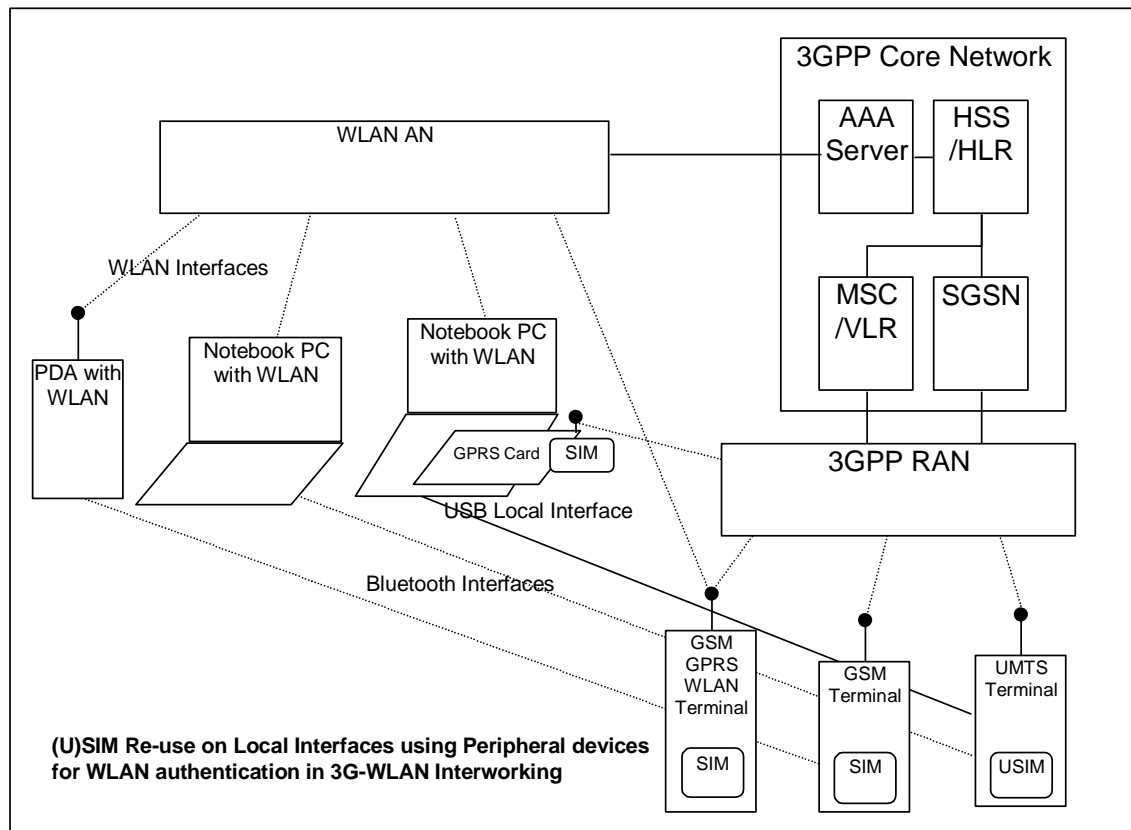 3GPP Core Network
AAA
Server
HSS
/HLR
WLAN AN
WLAN Interfaces
MSC
/VLR
SGSN
Notebook PC
with WLAN
Notebook PC
with WLAN
PDA with
WLAN
GPRS Card
SIM
3GPP RAN
USB Local Interface
Bluetooth Interfaces
GSM
GPRS
WLAN
Terminal
SIM
GSM
Terminal
SIM
UMTS
Terminal
USIM
(U)SIM Re-use on Local Interfaces using Peripheral devices
for WLAN authentication in 3G-WLAN Interworking